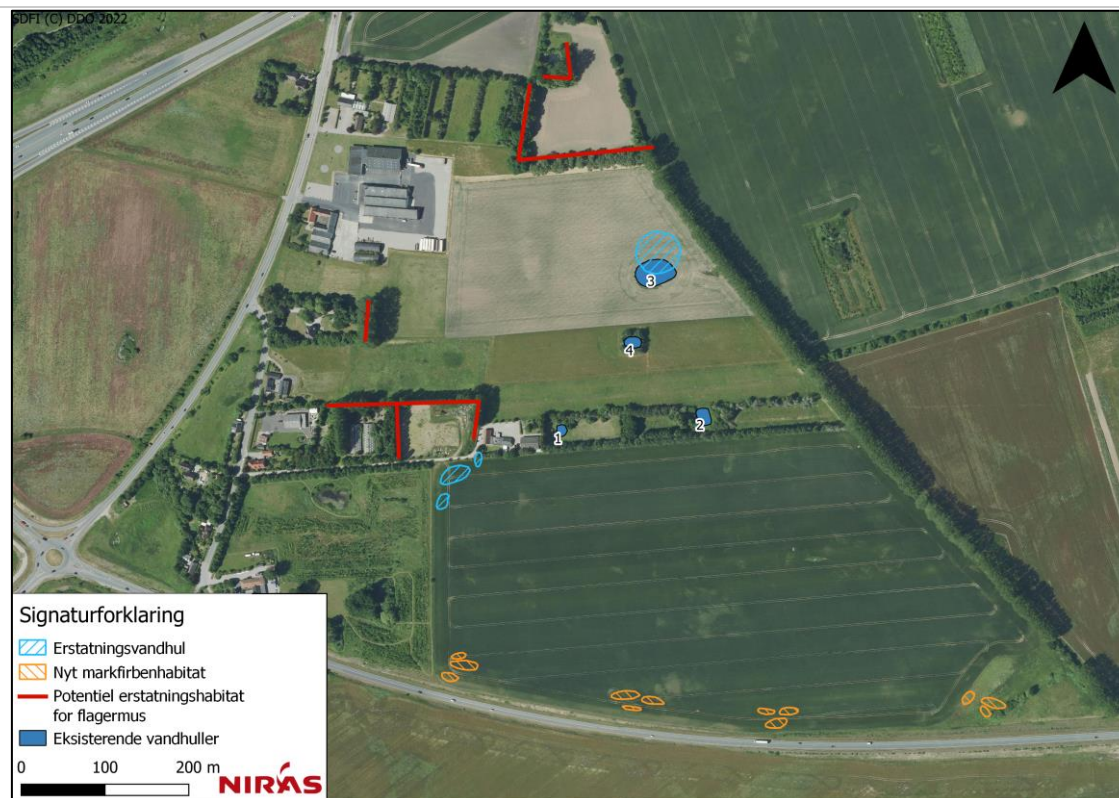 SDFI (C) DDO 2022
3
4
1
2
Signaturforklaring
Erstatningsvandhul
Nyt markfirbenhabitat
Potentiel erstatningshabitat
for flagermus
Eksisterende vandhuller
0 100 200 m
NIRAS